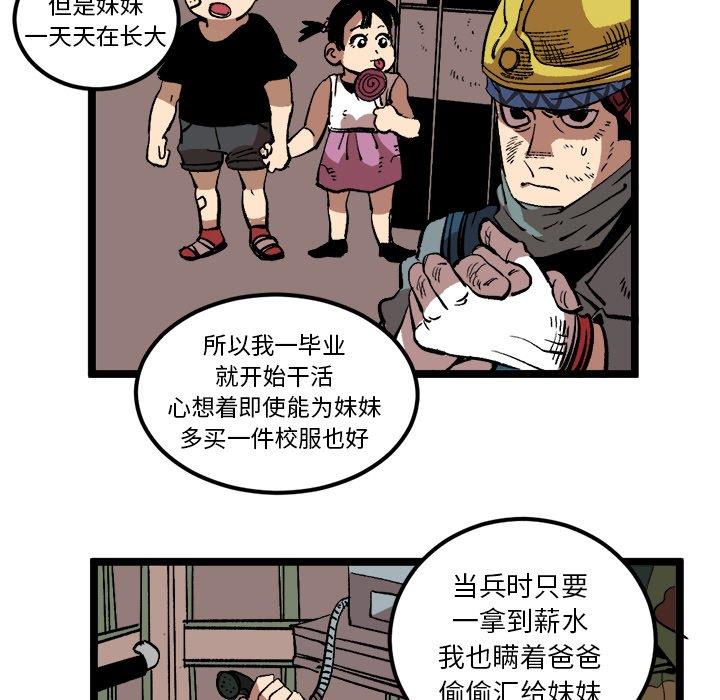 但是妹妹
一天天在长大
所以我一毕业
就开始干活
心想着即使能为妹妹
多买一件校服也好
当兵时只要
一拿到薪水
我也瞒着爸爸
偷偷汇给妹妹